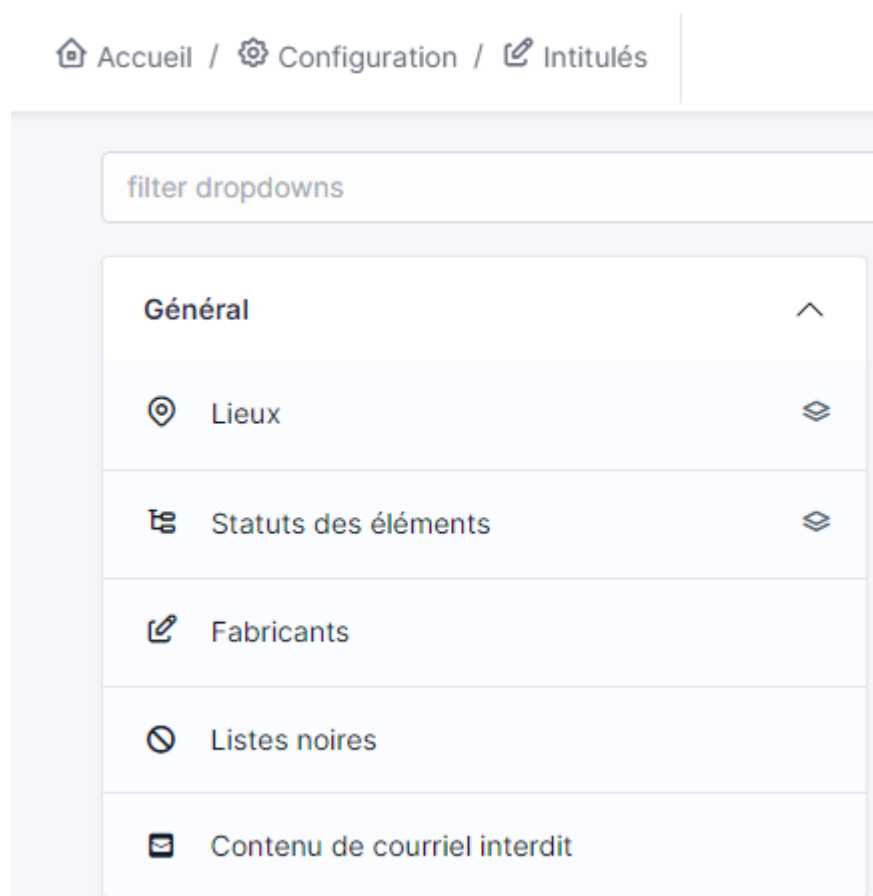 Accueil / Configuration / Intitulés
filter dropdowns
Général
Lieux
Statuts des éléments
Fabricants
Listes noires
Contenu de courriel interdit